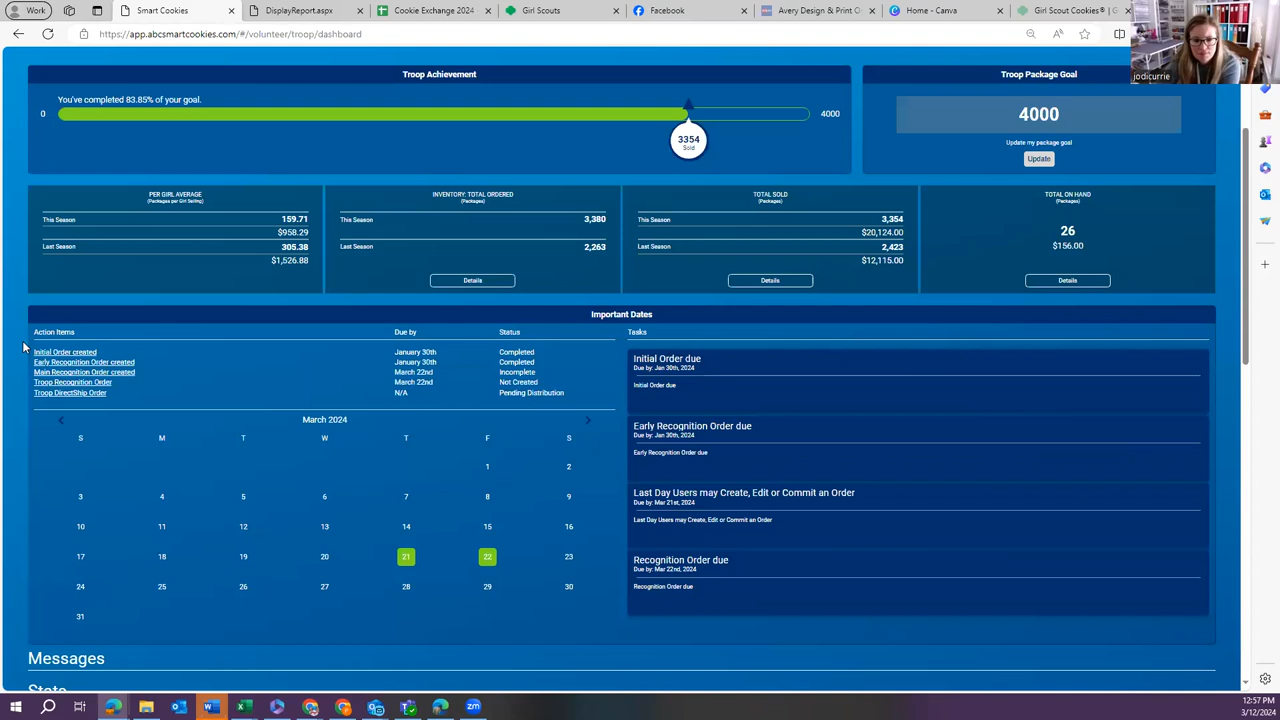 Work
Smart Cookies
DisplayReport.aspx
Cookie Exchange 2024
Girl Scouts
Facebook
Avery Design & Print O
Home - Canva
Girl Scout Cookies® | G
https://app.abcsmartcookies.com/#/volunteer/troop/dashboard
jodicurrie
Troop Achievement
Troop Package Goal
You've completed 83.85% of your goal.
0
4000
3354
Sold
4000
Update my package goal
Update
PER GIRL AVERAGE
(Packages per Girl Selling)
This Season 159.71
$958.29
Last Season 305.38
$1,526.88
INVENTORY: TOTAL ORDERED
(Packages)
This Season 3,380
Last Season 2,263
Details
TOTAL SOLD
(Packages)
This Season 3,354
$20,124.00
Last Season 2,423
$12,115.00
Details
TOTAL ON HAND
(Packages)
26
$156.00
Details
Important Dates
Action Items Due by Status
Initial Order created January 30th Completed
Early Recognition Order created January 30th Completed
Main Recognition Order created March 22nd Incomplete
Troop Recognition Order March 22nd Not Created
Troop DirectShip Order N/A Pending Distribution
March 2024
S M T W T F S
1 2
3 4 5 6 7 8 9
10 11 12 13 14 15 16
17 18 19 20 21 22 23
24 25 26 27 28 29 30
31
Tasks
Initial Order due
Due by: Jan 30th, 2024
Initial Order due
Early Recognition Order due
Due by: Jan 30th, 2024
Early Recognition Order due
Last Day Users may Create, Edit or Commit an Order
Due by: Mar 21st, 2024
Last Day Users may Create, Edit or Commit an Order
Recognition Order due
Due by: Mar 22nd, 2024
Recognition Order due
Messages
Stats
12:57 PM
3/12/2024